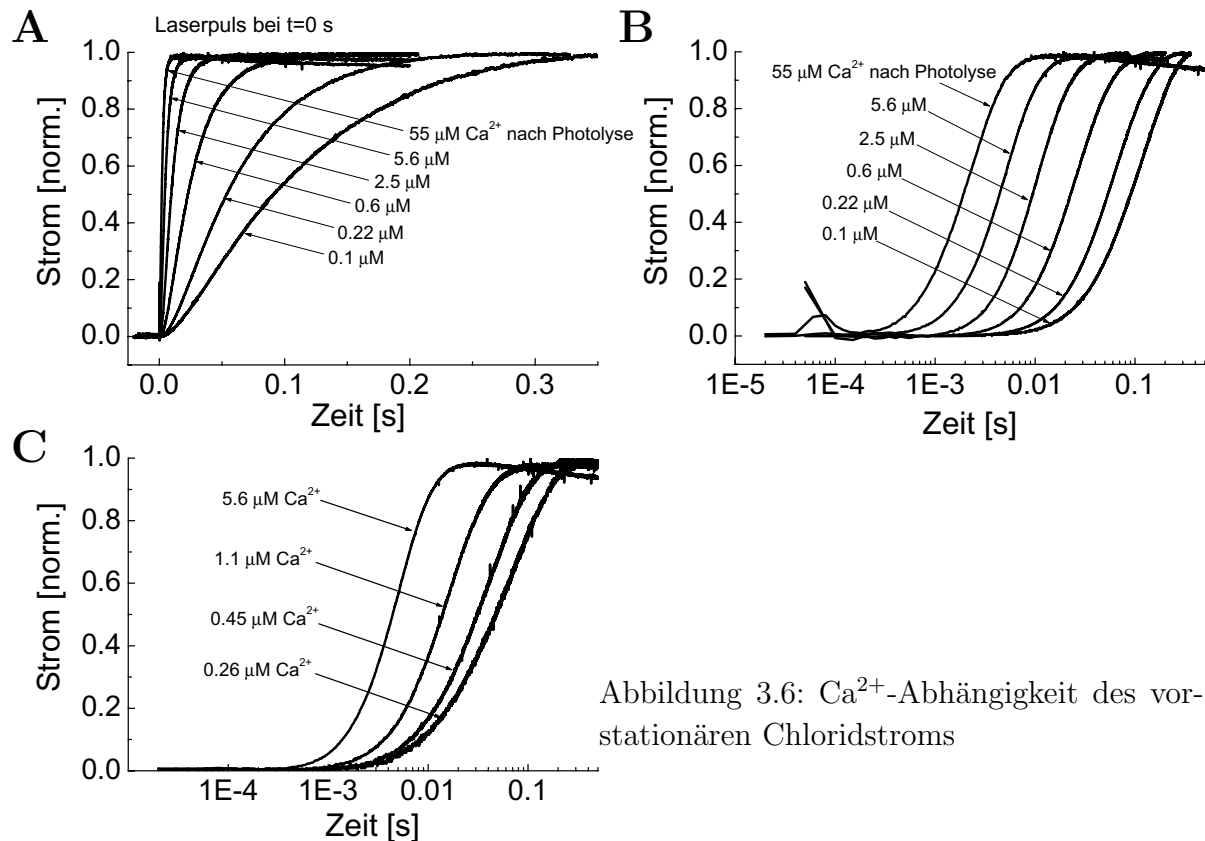 A
Laserpuls bei t=0 s
Strom [norm.]
1.0
0.8
0.6
0.4
0.2
0.0
55 µM Ca²⁺ nach Photolyse
5.6 µM
2.5 µM
0.6 µM
0.22 µM
0.1 µM
0.0 0.1 0.2 0.3
Zeit [s]
B
Strom [norm.]
1.0
0.8
0.6
0.4
0.2
0.0
55 µM Ca²⁺ nach Photolyse
5.6 µM
2.5 µM
0.6 µM
0.22 µM
0.1 µM
1E-5 1E-4 1E-3 0.01 0.1
Zeit [s]
C
Strom [norm.]
1.0
0.8
0.6
0.4
0.2
0.0
5.6 µM Ca²⁺
1.1 µM Ca²⁺
0.45 µM Ca²⁺
0.26 µM Ca²⁺
1E-4 1E-3 0.01 0.1
Zeit [s]
Abbildung 3.6: Ca²⁺-Abhängigkeit des vor-
stationären Chloridstroms